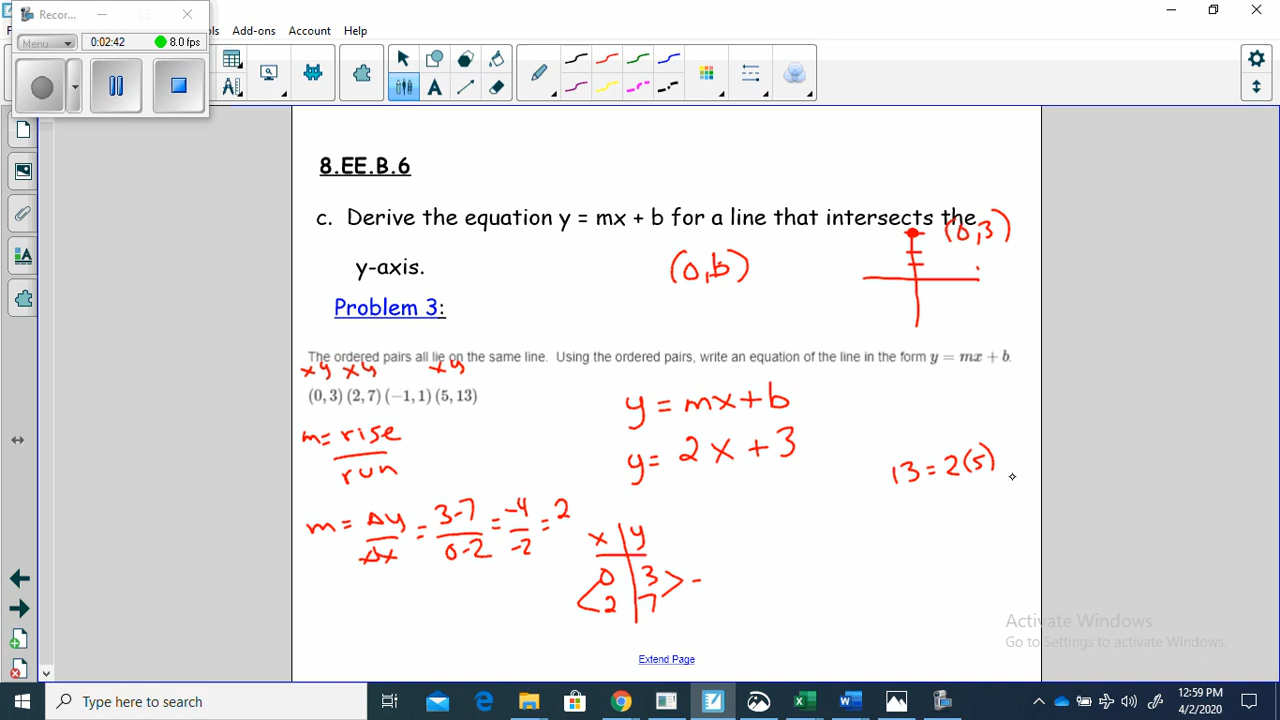 Recor...
Menu
0:02:42
8.0 fps
ols Add-ons Account Help
8.EE.B.6
c. Derive the equation y = mx + b for a line that intersects the
y-axis.
(0,b)
(0,3)
Problem 3:
The ordered pairs all lie on the same line. Using the ordered pairs, write an equation of the line in the form y = mx + b.
xy xy xy
(0, 3) (2, 7) (−1, 1) (5, 13)
m= rise
run
y = mx+b
y= 2x + 3
13 = 2(5)
m = Δy = 3-7 = -4 = 2
Δx 0-2 -2
x y
0 3 > -
< 2 7
Activate Windows
Go to Settings to activate Windows.
Extend Page
Type here to search
12:59 PM
4/2/2020